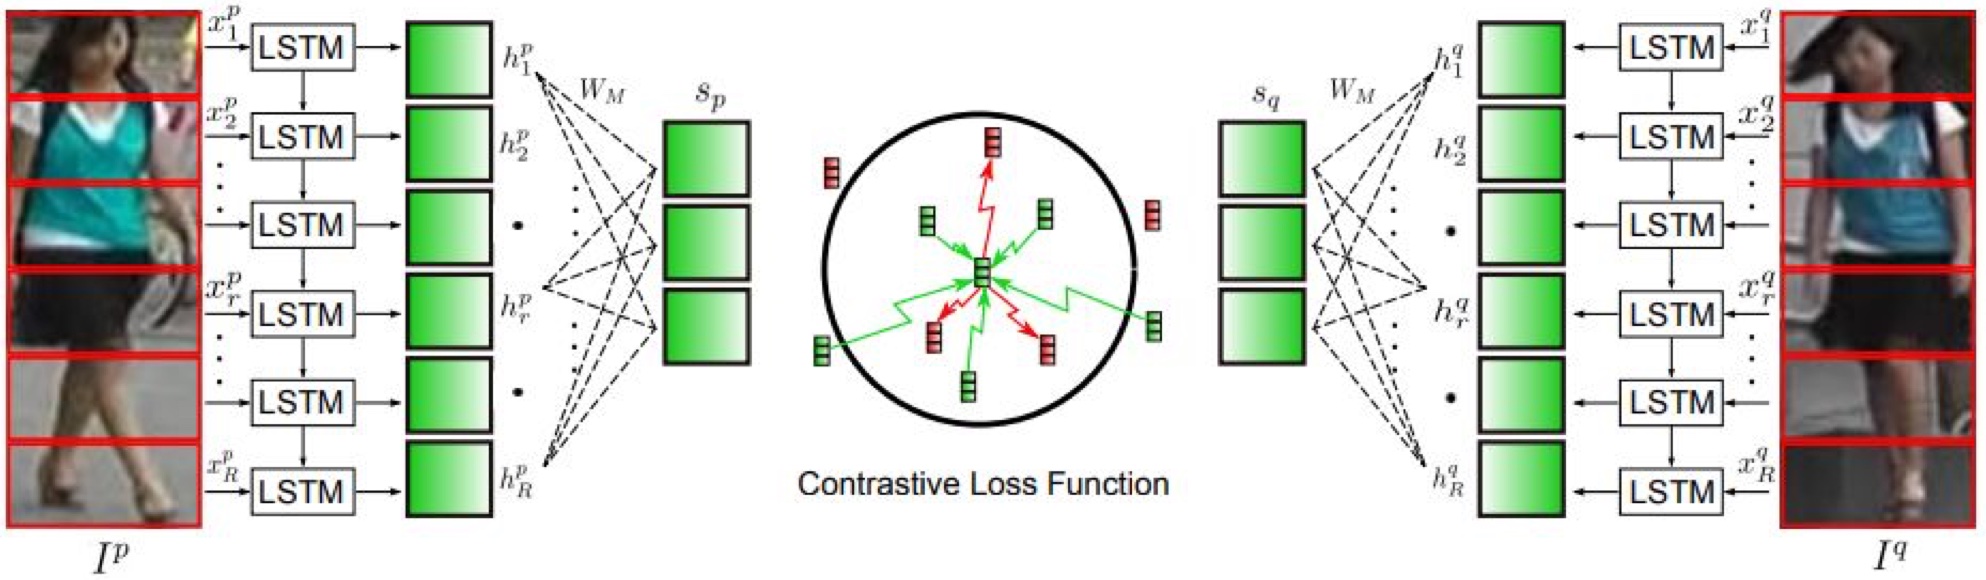 x_1^p LSTM h_1^p W_M s_p
x_2^p LSTM h_2^p
LSTM
x_r^p LSTM h_r^p
LSTM
x_R^p LSTM h_R^p
I^p
Contrastive Loss Function
s_q W_M h_1^q LSTM x_1^q
h_2^q LSTM x_2^q
LSTM
h_r^q LSTM x_r^q
LSTM
h_R^q LSTM x_R^q
I^q